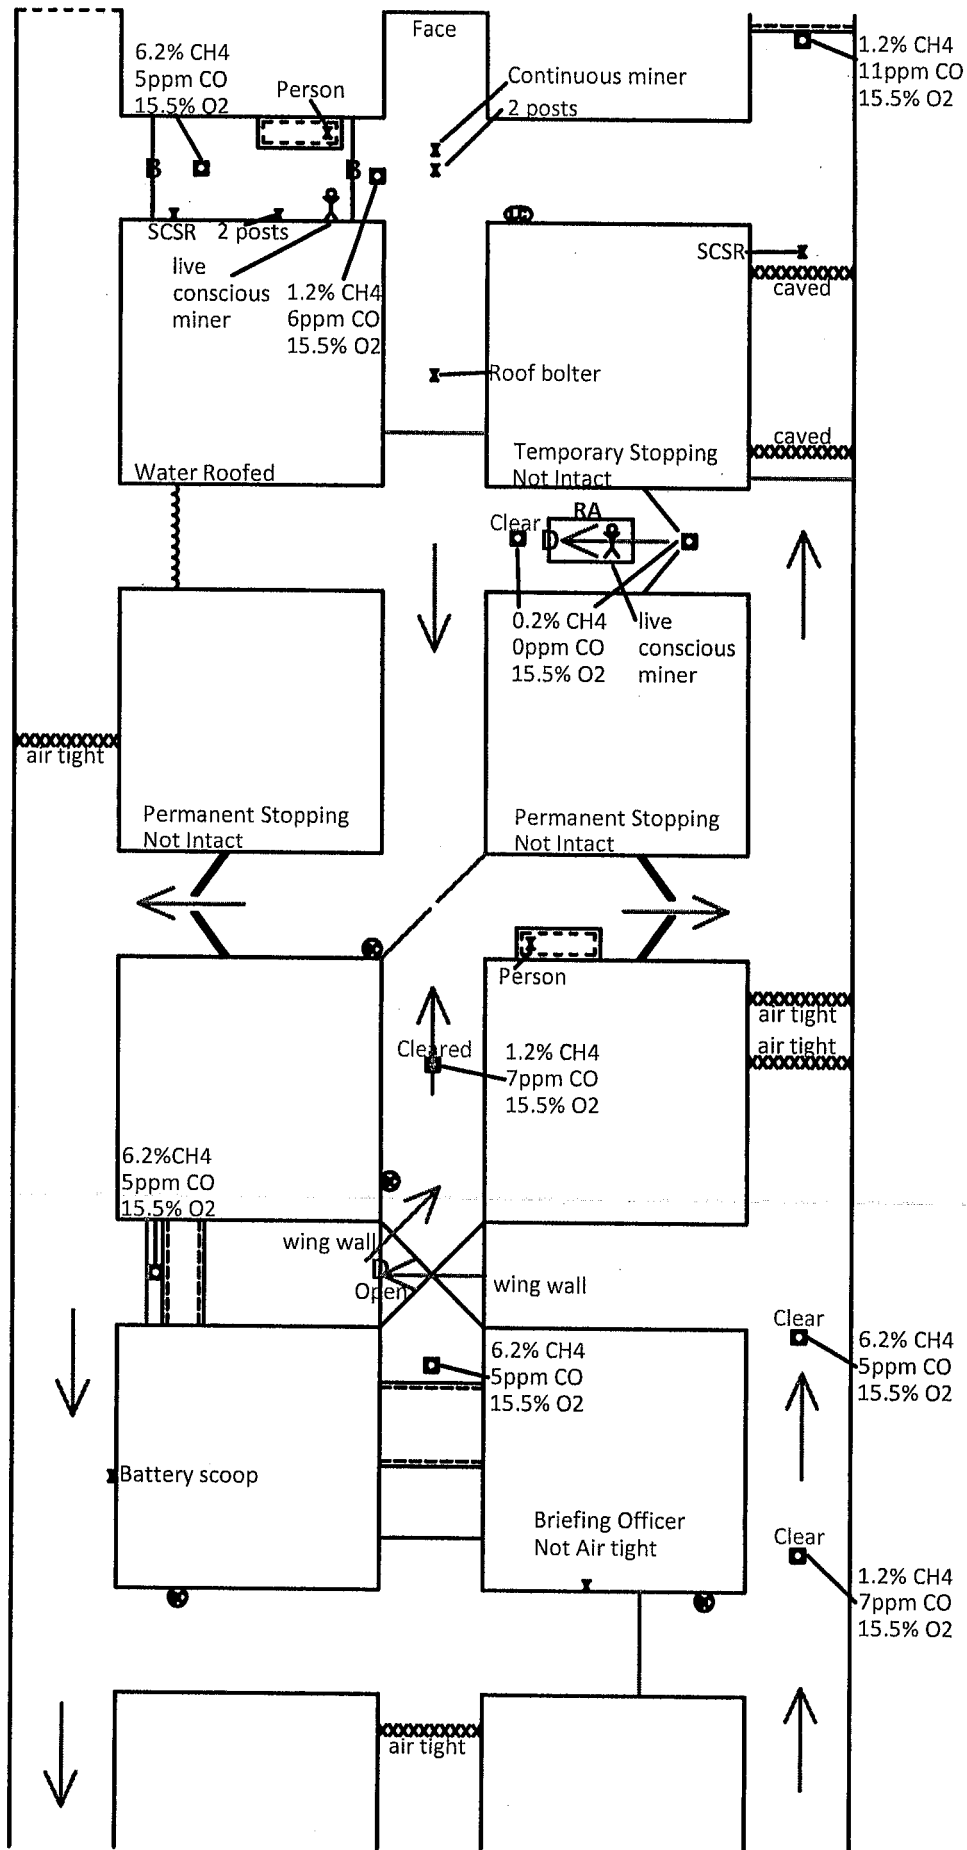 Face
6.2% CH4
5ppm CO
15.5% O2
Person
Continuous miner
2 posts
1.2% CH4
11ppm CO
15.5% O2
B
B
SCSR
2 posts
live
conscious
miner
1.2% CH4
6ppm CO
15.5% O2
SCSR
caved
Roof bolter
caved
Water Roofed
Temporary Stopping
Not Intact
RA
Clear
D
0.2% CH4
0ppm CO
15.5% O2
live
conscious
miner
air tight
Permanent Stopping
Not Intact
Permanent Stopping
Not Intact
Person
air tight
air tight
Cleared
1.2% CH4
7ppm CO
15.5% O2
6.2%CH4
5ppm CO
15.5% O2
wing wall
D
Open
wing wall
Clear
6.2% CH4
5ppm CO
15.5% O2
6.2% CH4
5ppm CO
15.5% O2
Battery scoop
Briefing Officer
Not Air tight
Clear
1.2% CH4
7ppm CO
15.5% O2
air tight